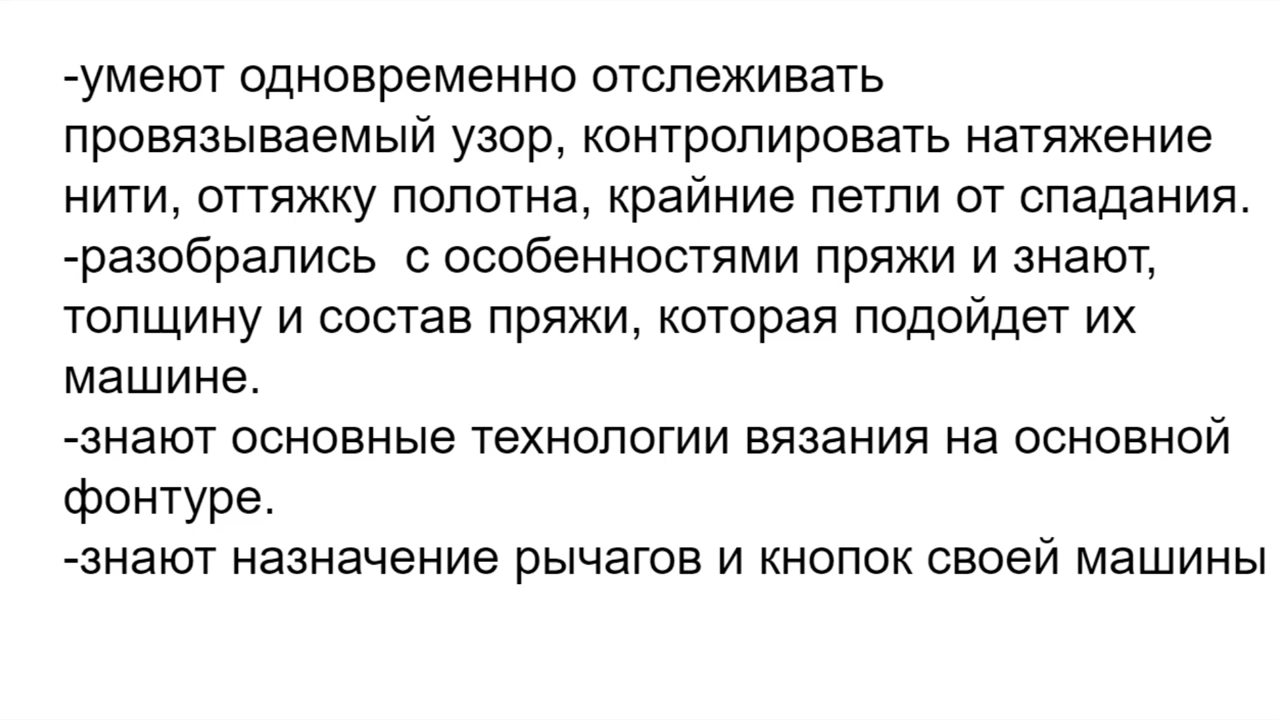 -умеют одновременно отслеживать
провязываемый узор, контролировать натяжение
нити, оттяжку полотна, крайние петли от спадания.
-разобрались  с особенностями пряжи и знают,
толщину и состав пряжи, которая подойдет их
машине.
-знают основные технологии вязания на основной
фонтуре.
-знают назначение рычагов и кнопок своей машины